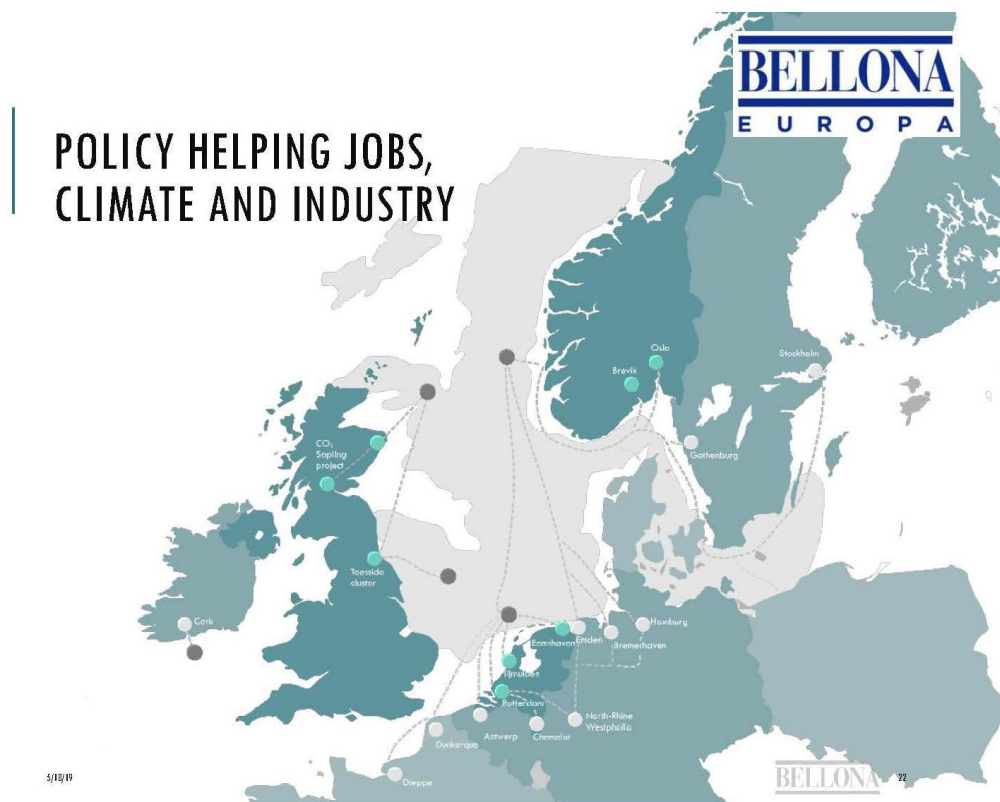 BELLONA
EUROPA
POLICY HELPING JOBS,
CLIMATE AND INDUSTRY
Oslo
Stockholm
Brevik
CO₂
Sapling
project
Gothenburg
Teesside
cluster
Cork
Hamburg
Eemshaven
Emden
Bremerhaven
IJmuiden
Rotterdam
North-Rhine
Westphalia
Antwerp
Chemelot
Dunkerque
Dieppe
5/10/19
BELLONA
22